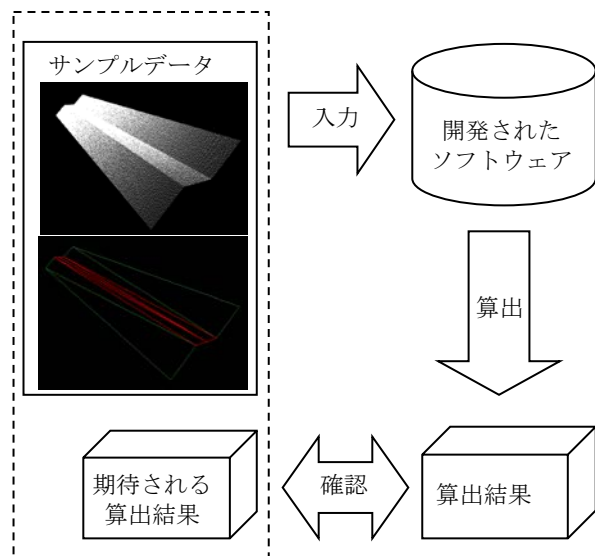 サンプルデータ
入力
開発された
ソフトウェア
算出
期待される
算出結果
確認
算出結果